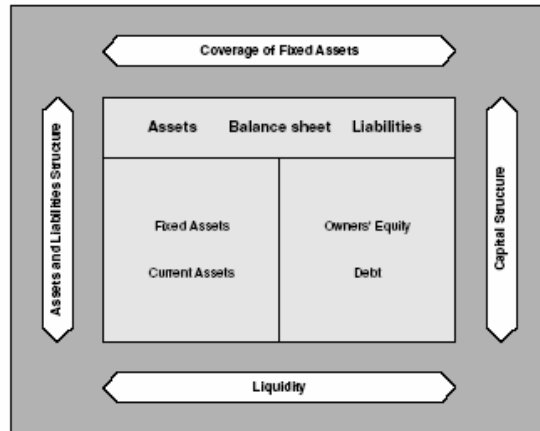 Coverage of Fixed Assets
Assets and Liabilities Structure
Assets Balance sheet Liabilities
Fixed Assets Owners' Equity
Current Assets Debt
Capital Structure
Liquidity